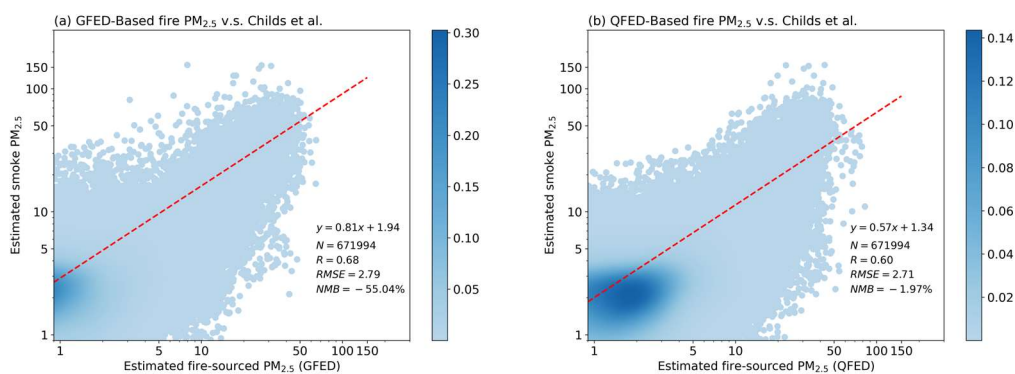 (a) GFED-Based fire PM2.5 v.s. Childs et al.
150
100
50
10
5
1
Estimated smoke PM2.5
1
5
10
50
100
150
Estimated fire-sourced PM2.5 (GFED)
y = 0.81x + 1.94
N = 671994
R = 0.68
RMSE = 2.79
NMB = − 55.04%
0.30
0.25
0.20
0.15
0.10
0.05
(b) QFED-Based fire PM2.5 v.s. Childs et al.
150
100
50
10
5
1
Estimated smoke PM2.5
1
5
10
50
100
150
Estimated fire-sourced PM2.5 (QFED)
y = 0.57x + 1.34
N = 671994
R = 0.60
RMSE = 2.71
NMB = − 1.97%
0.14
0.12
0.10
0.08
0.06
0.04
0.02